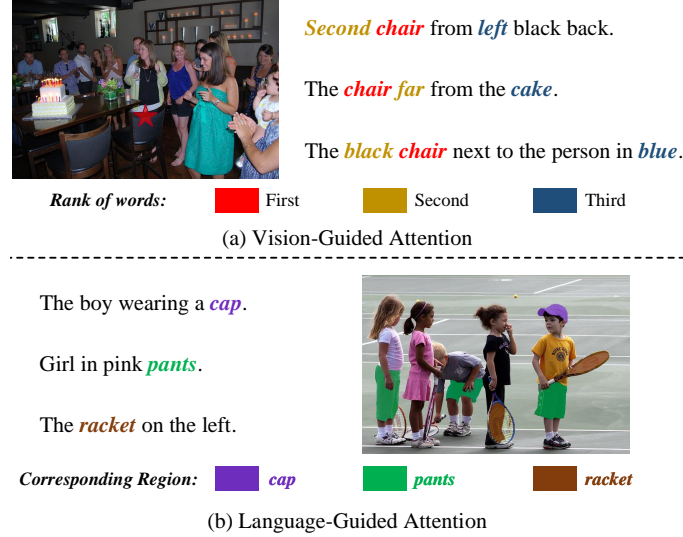 Second chair from left black back.
The chair far from the cake.
The black chair next to the person in blue.
Rank of words: First Second Third
(a) Vision-Guided Attention
The boy wearing a cap.
Girl in pink pants.
The racket on the left.
Corresponding Region: cap pants racket
(b) Language-Guided Attention